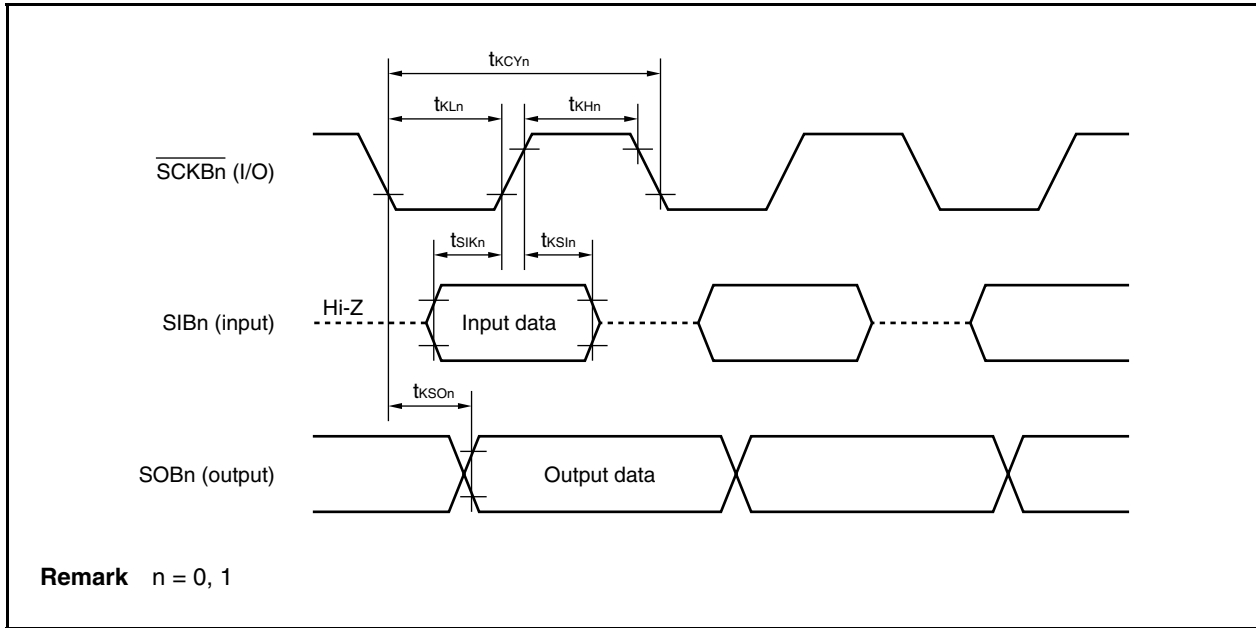 tKCYn
tKLn
tKHn
SCKBn (I/O)
tSIKn
tKSIn
Hi-Z
SIBn (input)
Input data
tKSOn
SOBn (output)
Output data
Remark n = 0, 1